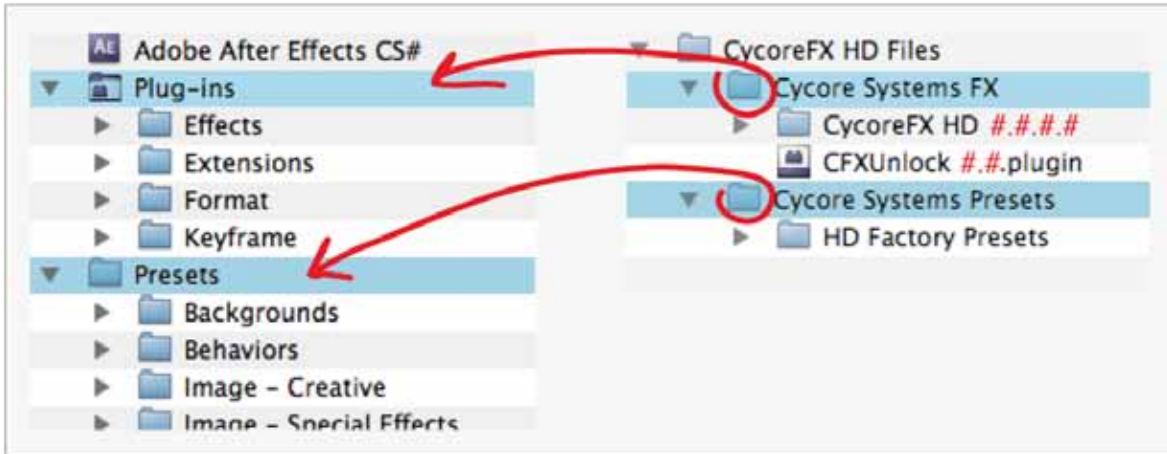 Adobe After Effects CS#
Plug-ins
Effects
Extensions
Format
Keyframe
Presets
Backgrounds
Behaviors
Image - Creative
Image - Special Effects
CycoreFX HD Files
Cycore Systems FX
CycoreFX HD #.#.#.#
CFXUnlock #.#.plugin
Cycore Systems Presets
HD Factory Presets